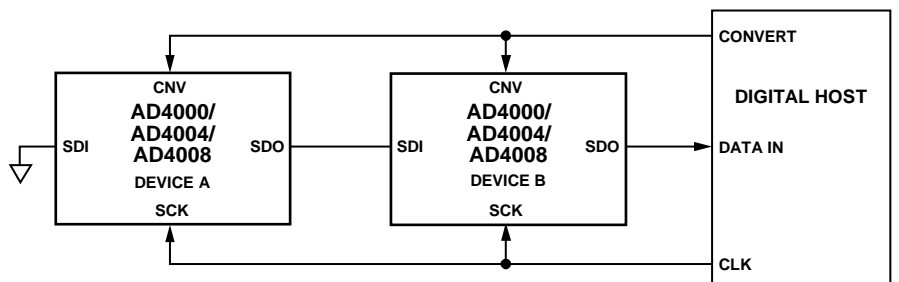 CONVERT
CNV
CNV
DIGITAL HOST
AD4000/
AD4004/
AD4008
AD4000/
AD4004/
AD4008
SDI
SDO
SDI
SDO
DATA IN
DEVICE A
DEVICE B
SCK
SCK
CLK